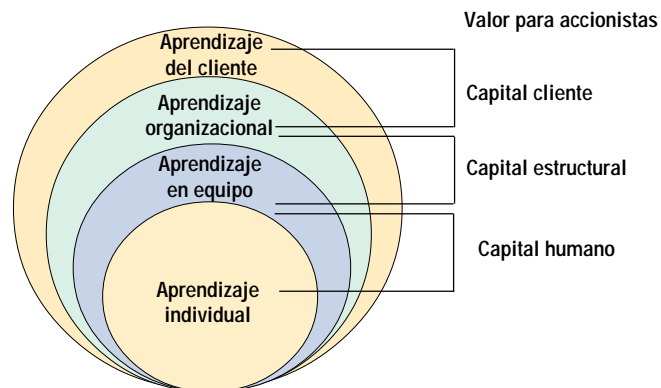 Valor para accionistas
Aprendizaje
del cliente
Capital cliente
Aprendizaje
organizacional
Aprendizaje
en equipo
Capital estructural
Capital humano
Aprendizaje
individual